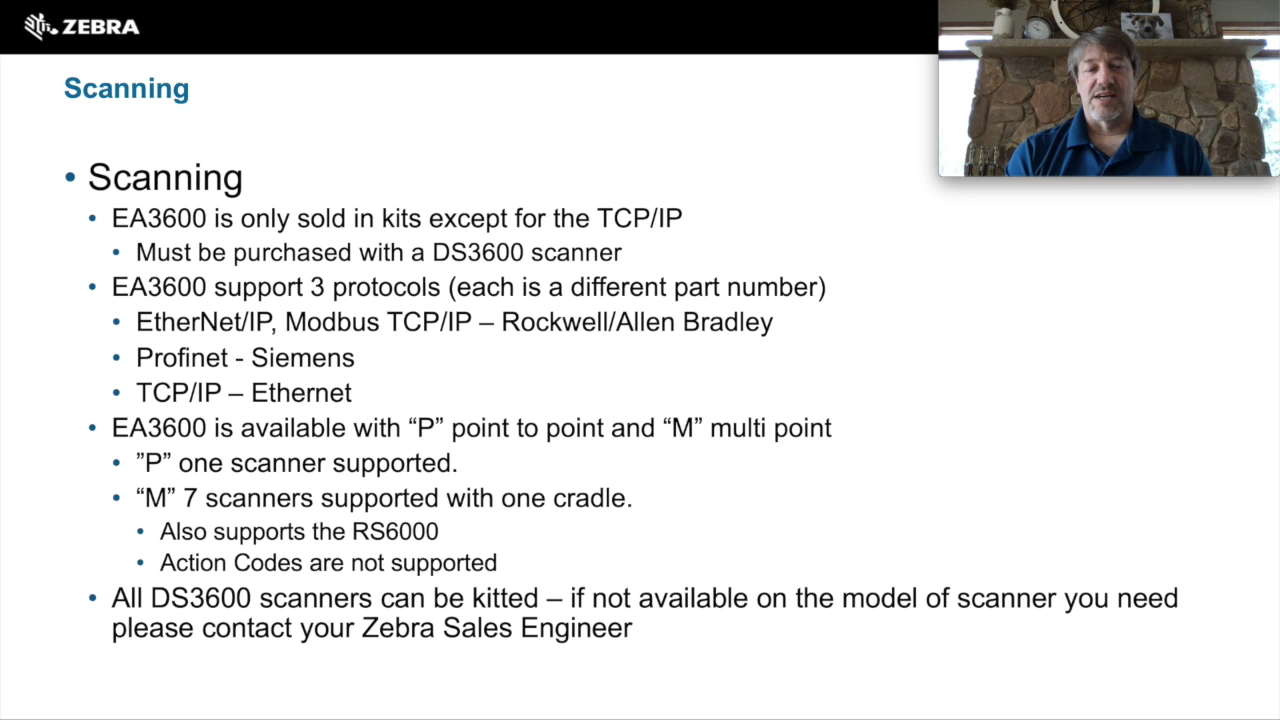 ZEBRA
Scanning
• Scanning
• EA3600 is only sold in kits except for the TCP/IP
• Must be purchased with a DS3600 scanner
• EA3600 support 3 protocols (each is a different part number)
• EtherNet/IP, Modbus TCP/IP – Rockwell/Allen Bradley
• Profinet - Siemens
• TCP/IP – Ethernet
• EA3600 is available with “P” point to point and “M” multi point
• ”P” one scanner supported.
• “M” 7 scanners supported with one cradle.
• Also supports the RS6000
• Action Codes are not supported
• All DS3600 scanners can be kitted – if not available on the model of scanner you need
please contact your Zebra Sales Engineer